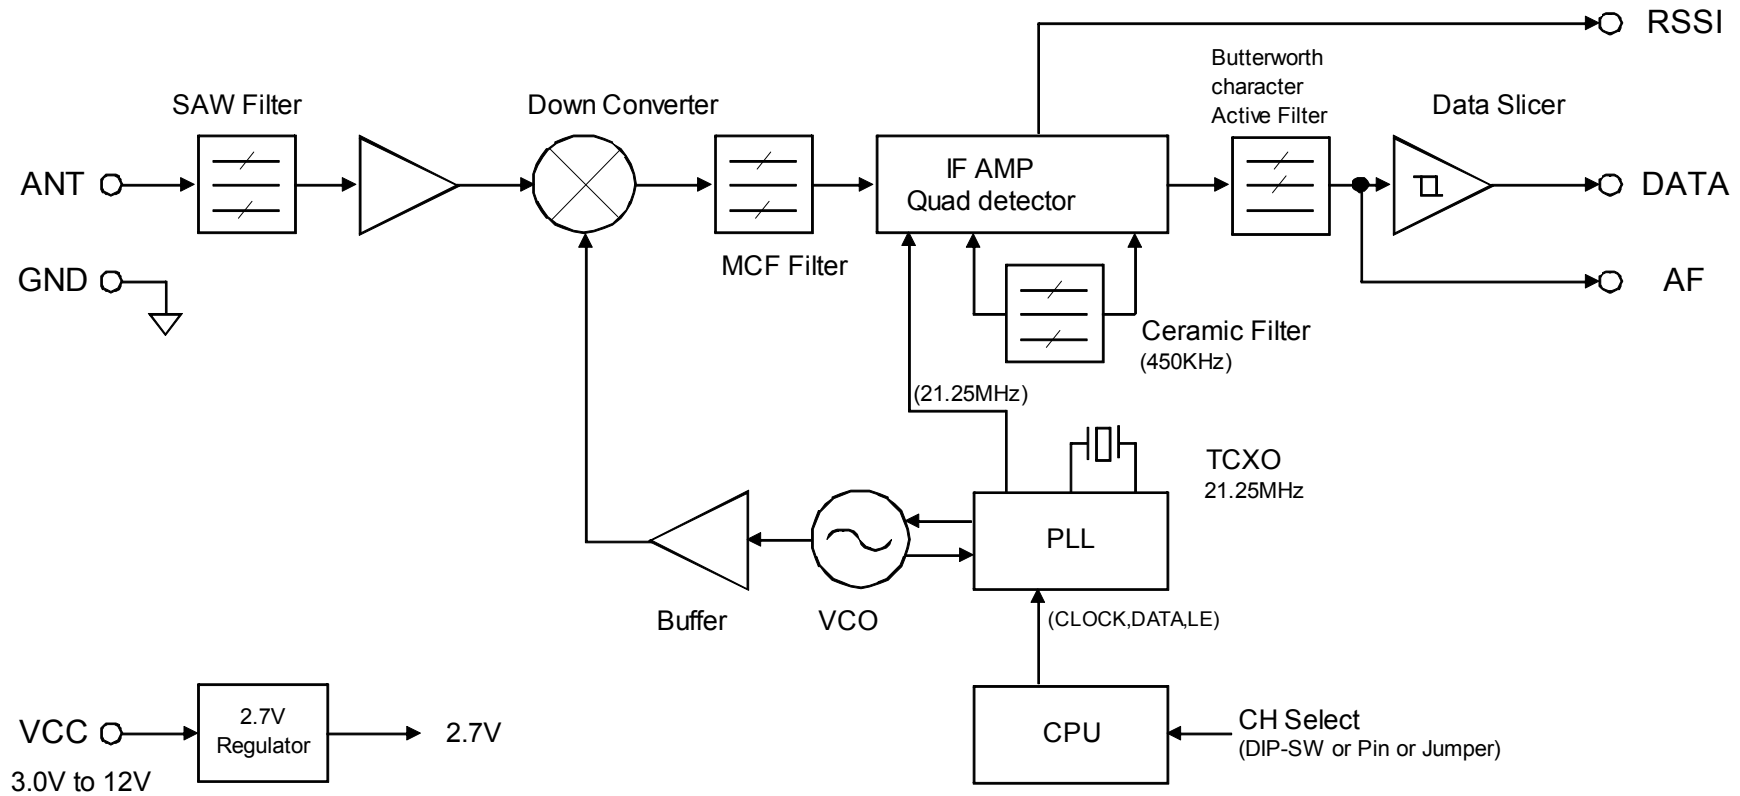 RSSI
Butterworth
character
Active Filter
SAW Filter
Down Converter
Data Slicer
ANT
IF AMP
Quad detector
DATA
GND
MCF Filter
AF
Ceramic Filter
(450KHz)
(21.25MHz)
TCXO
21.25MHz
PLL
Buffer
VCO
(CLOCK,DATA,LE)
VCC
3.0V to 12V
2.7V
Regulator
2.7V
CPU
CH Select
(DIP-SW or Pin or Jumper)